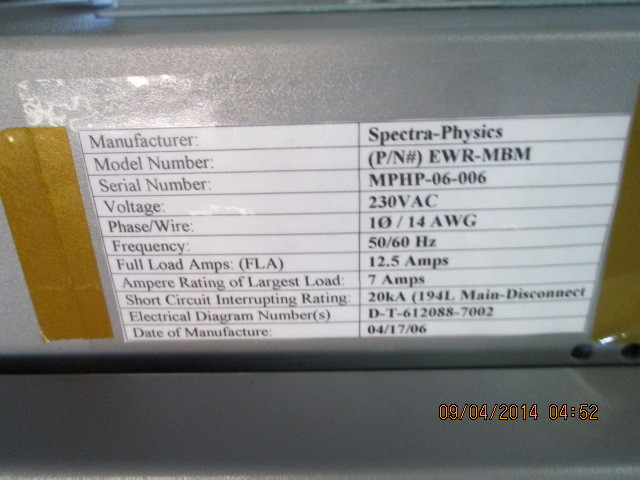 Manufacturer: Spectra-Physics
Model Number: (P/N#) EWR-MBM
Serial Number: MPHP-06-006
Voltage: 230VAC
Phase/Wire: 1Ø / 14 AWG
Frequency: 50/60 Hz
Full Load Amps: (FLA) 12.5 Amps
Ampere Rating of Largest Load: 7 Amps
Short Circuit Interrupting Rating: 20kA (194L Main-Disconnect
Electrical Diagram Number(s) D-T-612088-7002
Date of Manufacture: 04/17/06
09/04/2014 04:52